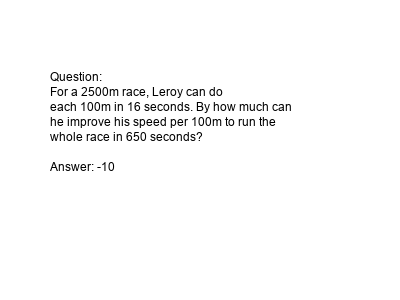 Question:
For a 2500m race, Leroy can do
each 100m in 16 seconds. By how much can
he improve his speed per 100m to run the
whole race in 650 seconds?

Answer: -10